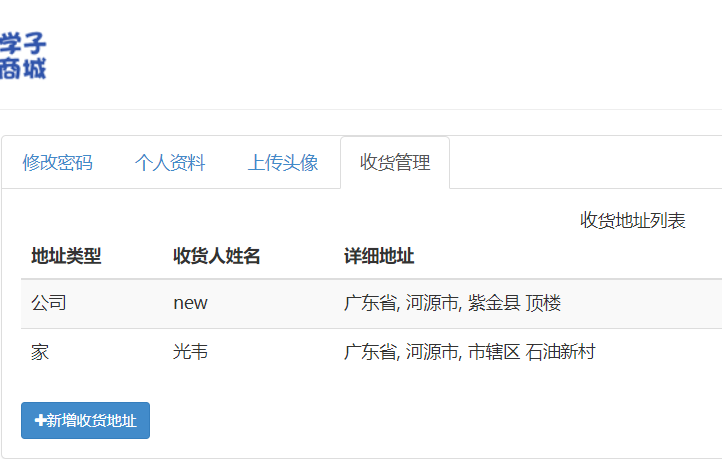 学子
商城
修改密码 个人资料 上传头像 收货管理
收货地址列表
地址类型 收货人姓名 详细地址
公司 new 广东省, 河源市, 紫金县 顶楼
家 光韦 广东省, 河源市, 市辖区 石油新村
新增收货地址